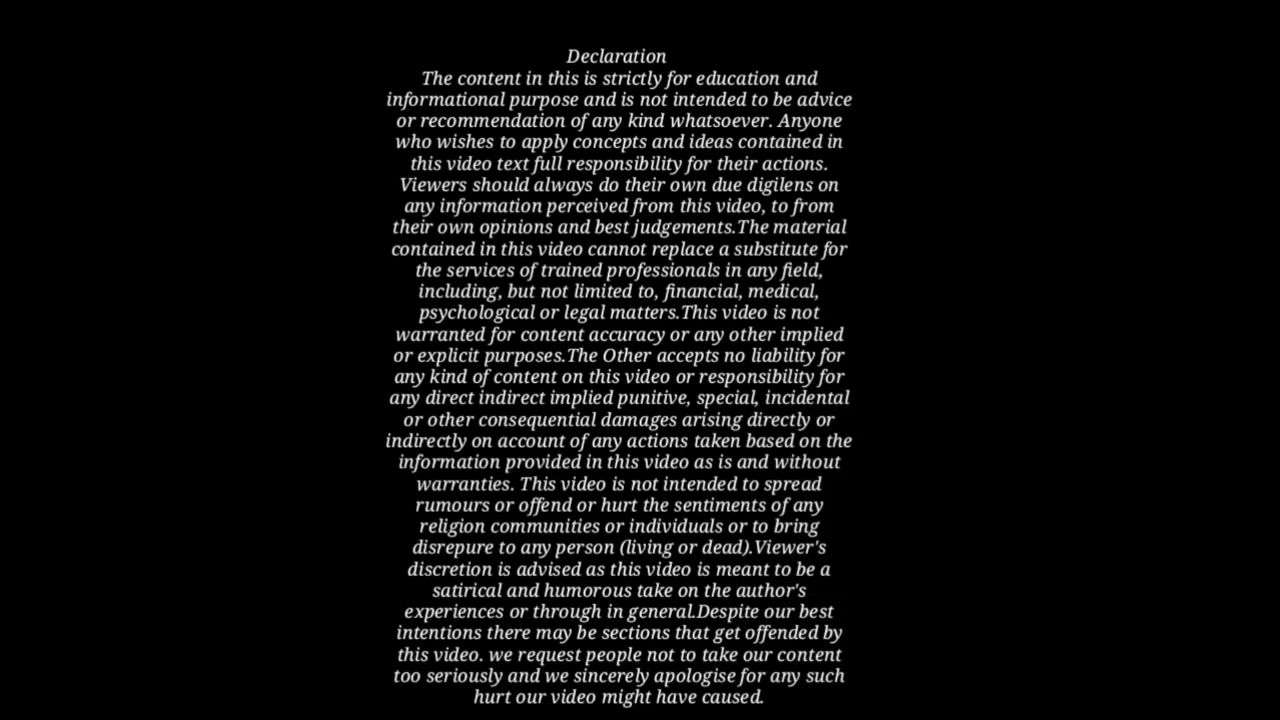 Declaration
The content in this is strictly for education and
informational purpose and is not intended to be advice
or recommendation of any kind whatsoever. Anyone
who wishes to apply concepts and ideas contained in
this video text full responsibility for their actions.
Viewers should always do their own due digilens on
any information perceived from this video, to from
their own opinions and best judgements.The material
contained in this video cannot replace a substitute for
the services of trained professionals in any field,
including, but not limited to, financial, medical,
psychological or legal matters.This video is not
warranted for content accuracy or any other implied
or explicit purposes.The Other accepts no liability for
any kind of content on this video or responsibility for
any direct indirect implied punitive, special, incidental
or other consequential damages arising directly or
indirectly on account of any actions taken based on the
information provided in this video as is and without
warranties. This video is not intended to spread
rumours or offend or hurt the sentiments of any
religion communities or individuals or to bring
disrepure to any person (living or dead).Viewer's
discretion is advised as this video is meant to be a
satirical and humorous take on the author's
experiences or through in general.Despite our best
intentions there may be sections that get offended by
this video. we request people not to take our content
too seriously and we sincerely apologise for any such
hurt our video might have caused.